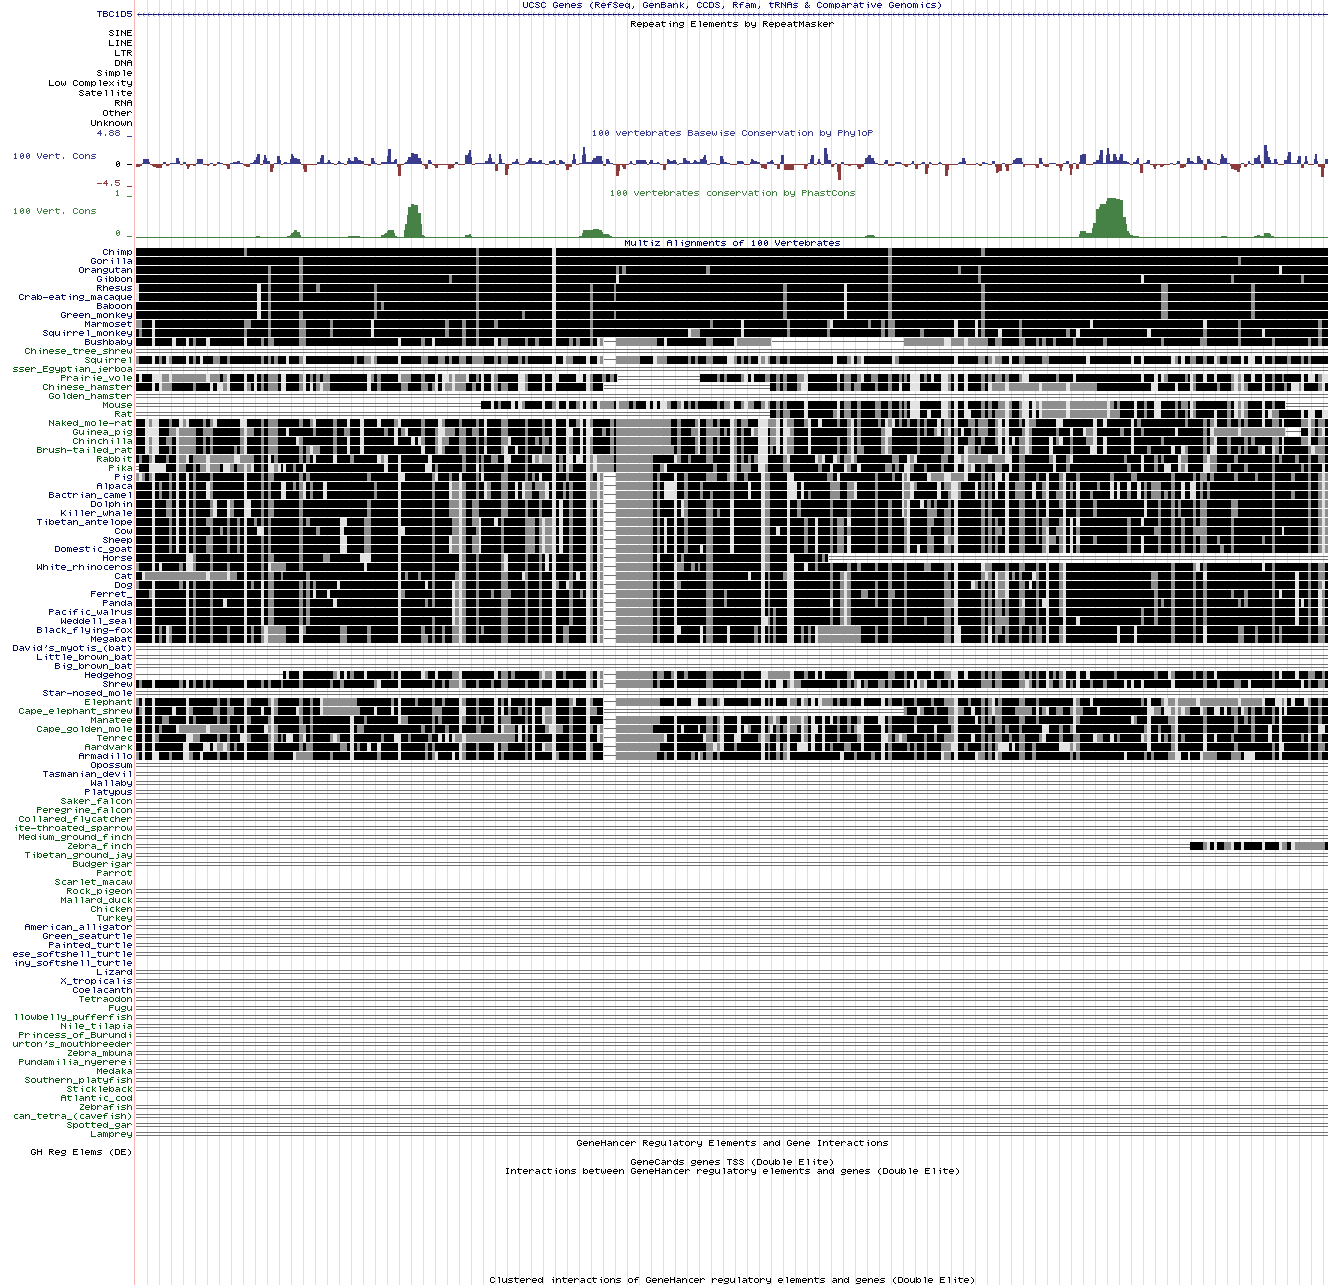 UCSC Genes (RefSeq, GenBank, CCDS, Rfam, tRNAs & Comparative Genomics)
TBC1D5
Repeating Elements by RepeatMasker
SINE
LINE
LTR
DNA
Simple
Low Complexity
Satellite
RNA
Other
Unknown
4.88 _
100 vertebrates Basewise Conservation by PhyloP
100 Vert. Cons
0 _
-4.5 _
100 vertebrates conservation by PhastCons
1 _
100 Vert. Cons
0 _
Multiz Alignments of 100 Vertebrates
Chimp
Gorilla
Orangutan
Gibbon
Rhesus
Crab-eating_macaque
Baboon
Green_monkey
Marmoset
Squirrel_monkey
Bushbaby
Chinese_tree_shrew
Squirrel
sser_Egyptian_jerboa
Prairie_vole
Chinese_hamster
Golden_hamster
Mouse
Rat
Naked_mole-rat
Guinea_pig
Chinchilla
Brush-tailed_rat
Rabbit
Pika
Pig
Alpaca
Bactrian_camel
Dolphin
Killer_whale
Tibetan_antelope
Cow
Sheep
Domestic_goat
Horse
White_rhinoceros
Cat
Dog
Ferret_
Panda
Pacific_walrus
Weddell_seal
Black_flying-fox
Megabat
David's_myotis_(bat)
Little_brown_bat
Big_brown_bat
Hedgehog
Shrew
Star-nosed_mole
Elephant
Cape_elephant_shrew
Manatee
Cape_golden_mole
Tenrec
Aardvark
Armadillo
Opossum
Tasmanian_devil
Wallaby
Platypus
Saker_falcon
Peregrine_falcon
Collared_flycatcher
ite-throated_sparrow
Medium_ground_finch
Zebra_finch
Tibetan_ground_jay
Budgerigar
Parrot
Scarlet_macaw
Rock_pigeon
Mallard_duck
Chicken
Turkey
American_alligator
Green_seaturtle
Painted_turtle
ese_softshell_turtle
iny_softshell_turtle
Lizard
X_tropicalis
Coelacanth
Tetraodon
Fugu
llowbelly_pufferfish
Nile_tilapia
Princess_of_Burundi
urton's_mouthbreeder
Zebra_mbuna
Pundamilia_nyererei
Medaka
Southern_platyfish
Stickleback
Atlantic_cod
Zebrafish
can_tetra_(cavefish)
Spotted_gar
Lamprey
GeneHancer Regulatory Elements and Gene Interactions
GH Reg Elems (DE)
GeneCards genes TSS (Double Elite)
Interactions between GeneHancer regulatory elements and genes (Double Elite)
Clustered interactions of GeneHancer regulatory elements and genes (Double Elite)